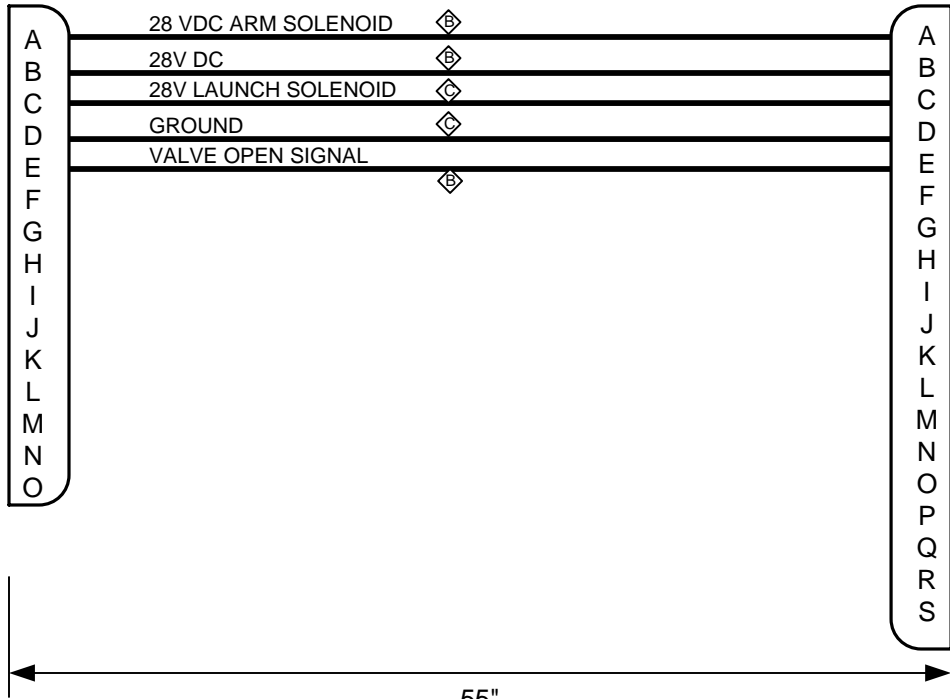 28 VDC ARM SOLENOID B
28V DC B
28V LAUNCH SOLENOID C
GROUND C
VALVE OPEN SIGNAL
B
A
B
C
D
E
F
G
H
I
J
K
L
M
N
O
A
B
C
D
E
F
G
H
I
J
K
L
M
N
O
P
Q
R
S
55"